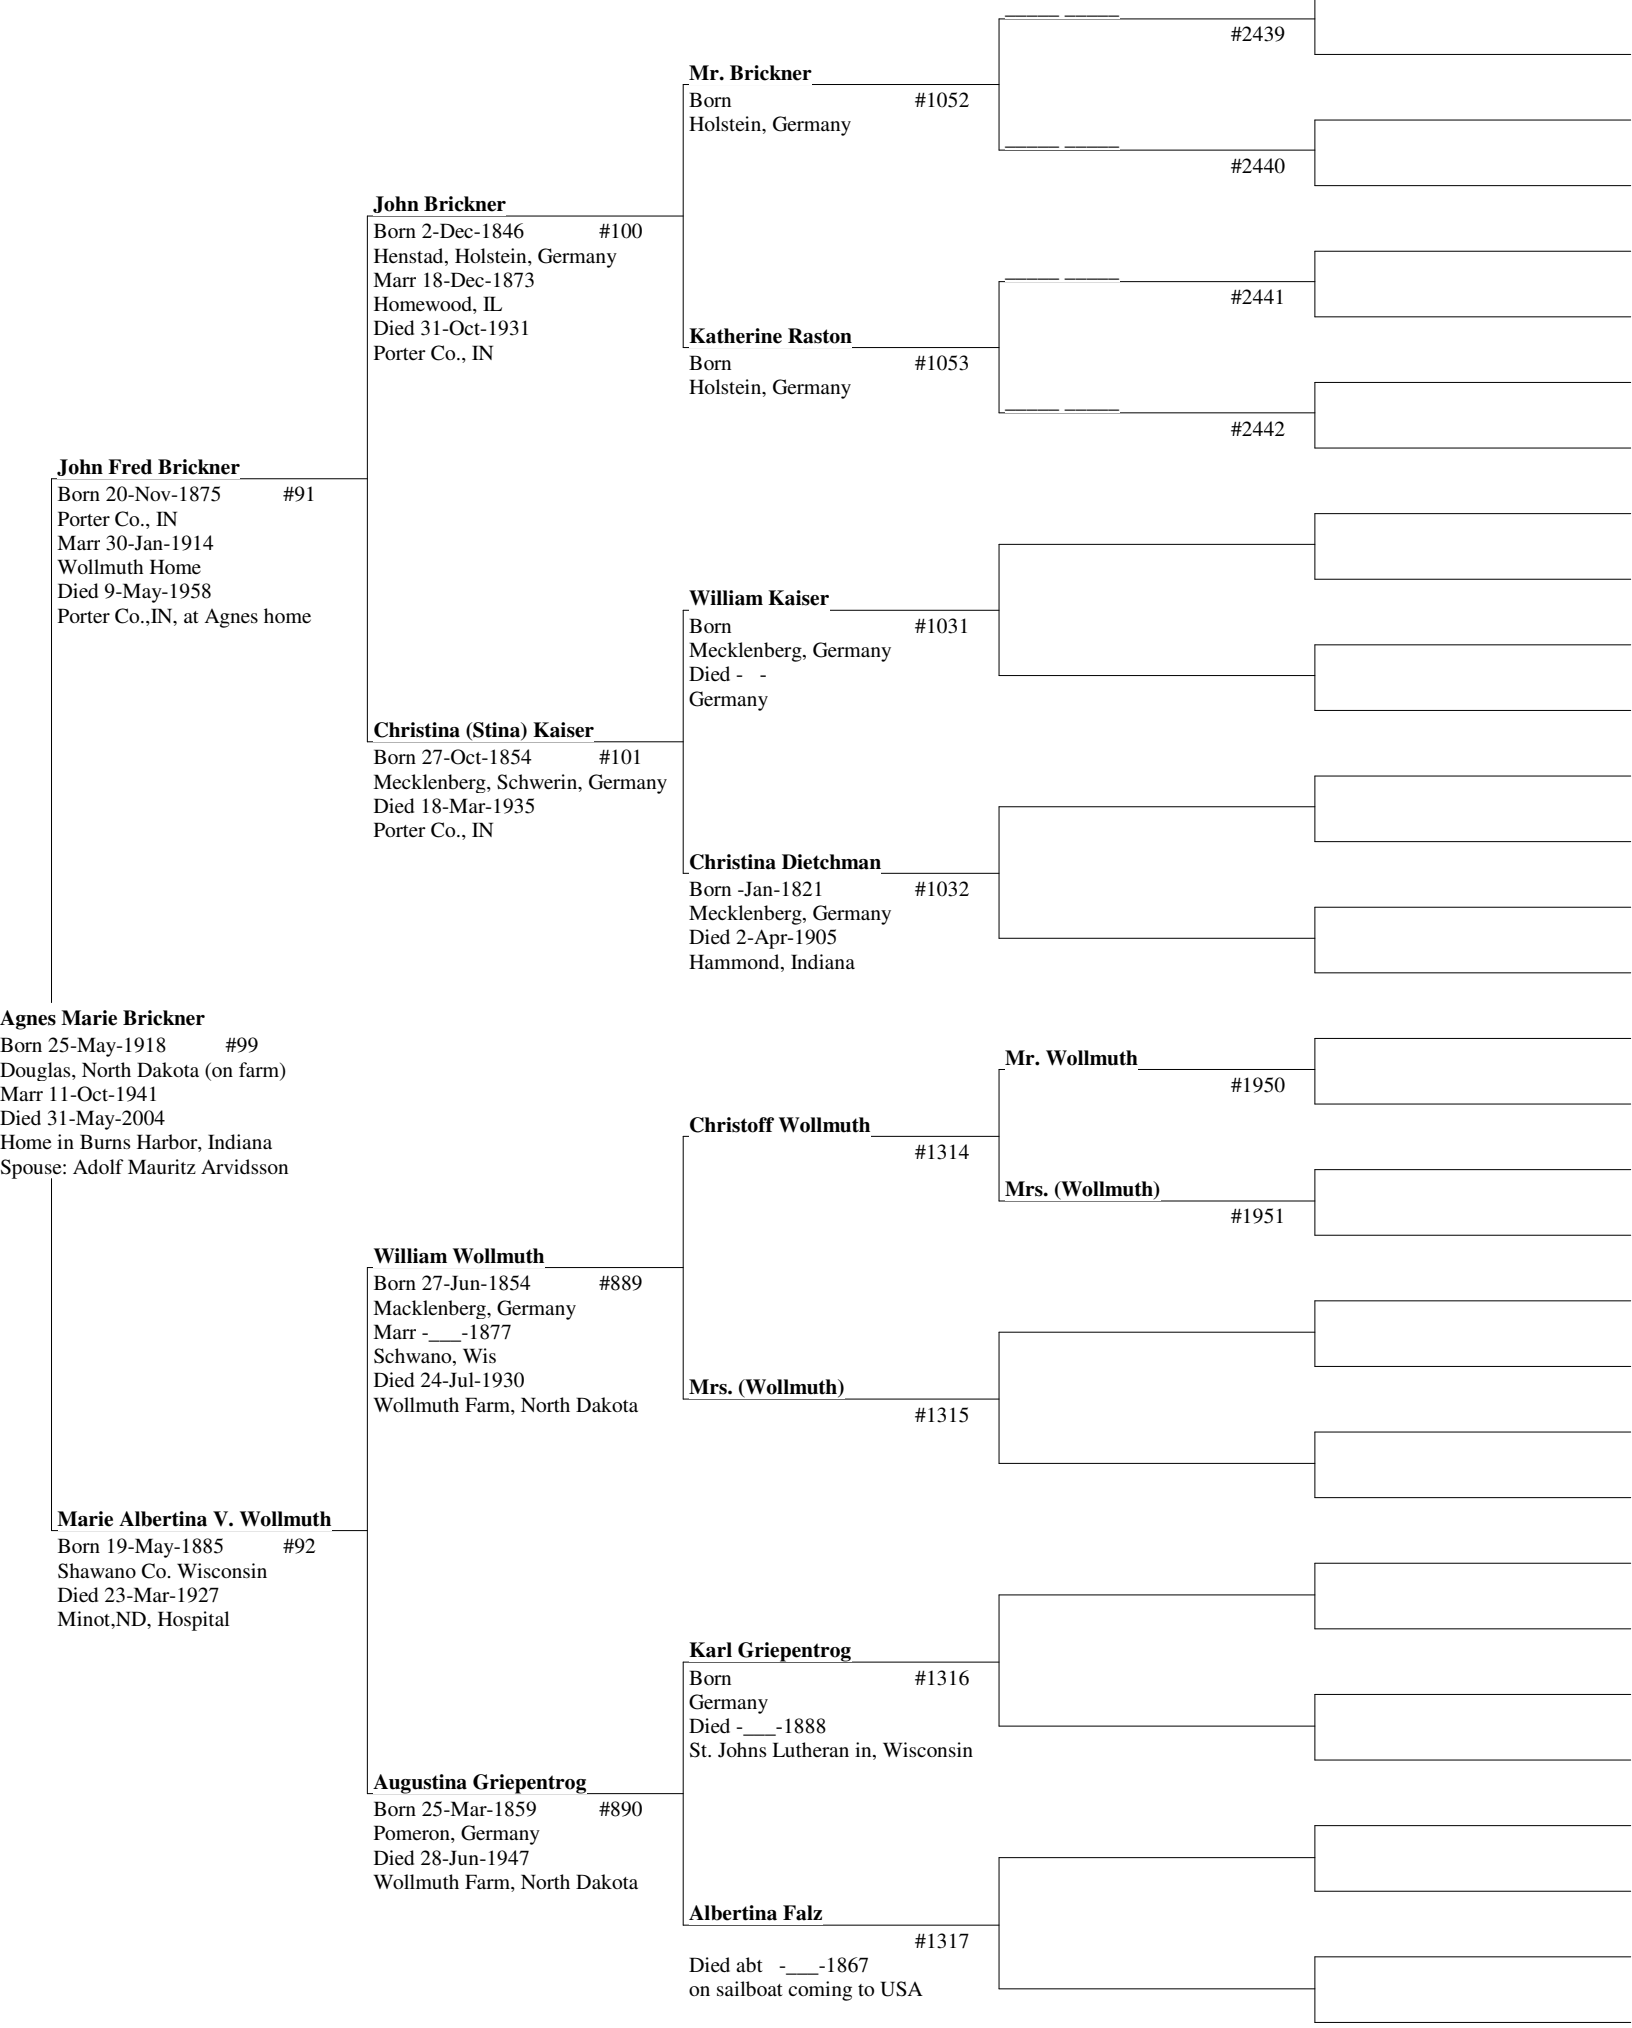 _____ _____
#2439
Mr. Brickner
Born #1052
Holstein, Germany
_____ _____
#2440
John Brickner
Born 2-Dec-1846 #100
Henstad, Holstein, Germany
Marr 18-Dec-1873
Homewood, IL
Died 31-Oct-1931
Porter Co., IN
_____ _____
#2441
Katherine Raston
Born #1053
Holstein, Germany
_____ _____
#2442
John Fred Brickner
Born 20-Nov-1875 #91
Porter Co., IN
Marr 30-Jan-1914
Wollmuth Home
Died 9-May-1958
Porter Co.,IN, at Agnes home
William Kaiser
Born #1031
Mecklenberg, Germany
Died - -
Germany
Christina (Stina) Kaiser
Born 27-Oct-1854 #101
Mecklenberg, Schwerin, Germany
Died 18-Mar-1935
Porter Co., IN
Christina Dietchman
Born -Jan-1821 #1032
Mecklenberg, Germany
Died 2-Apr-1905
Hammond, Indiana
Agnes Marie Brickner
Born 25-May-1918 #99
Douglas, North Dakota (on farm)
Marr 11-Oct-1941
Died 31-May-2004
Home in Burns Harbor, Indiana
Spouse: Adolf Mauritz Arvidsson
Mr. Wollmuth
#1950
Christoff Wollmuth
#1314
Mrs. (Wollmuth)
#1951
William Wollmuth
Born 27-Jun-1854 #889
Macklenberg, Germany
Marr -___-1877
Schwano, Wis
Died 24-Jul-1930
Wollmuth Farm, North Dakota
Mrs. (Wollmuth)
#1315
Marie Albertina V. Wollmuth
Born 19-May-1885 #92
Shawano Co. Wisconsin
Died 23-Mar-1927
Minot,ND, Hospital
Karl Griepentrog
Born #1316
Germany
Died -___-1888
St. Johns Lutheran in, Wisconsin
Augustina Griepentrog
Born 25-Mar-1859 #890
Pomeron, Germany
Died 28-Jun-1947
Wollmuth Farm, North Dakota
Albertina Falz
#1317
Died abt -___-1867
on sailboat coming to USA